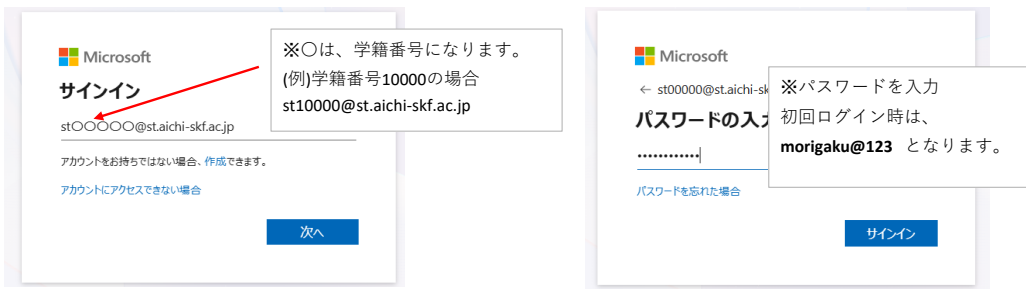 Microsoft
サインイン
st〇〇〇〇〇@st.aichi-skf.ac.jp
アカウントをお持ちではない場合、作成できます。
アカウントにアクセスできない場合
次へ
※〇は、学籍番号になります。
(例)学籍番号10000の場合
st10000@st.aichi-skf.ac.jp
Microsoft
← st00000@st.aichi-sk
パスワードの入
••••••••••••
パスワードを忘れた場合
サインイン
※パスワードを入力
初回ログイン時は、
morigaku@123 となります。